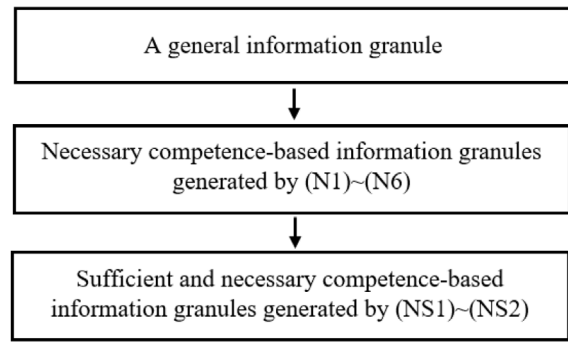 A general information granule
Necessary competence-based information granules
generated by (N1)~(N6)
Sufficient and necessary competence-based
information granules generated by (NS1)~(NS2)